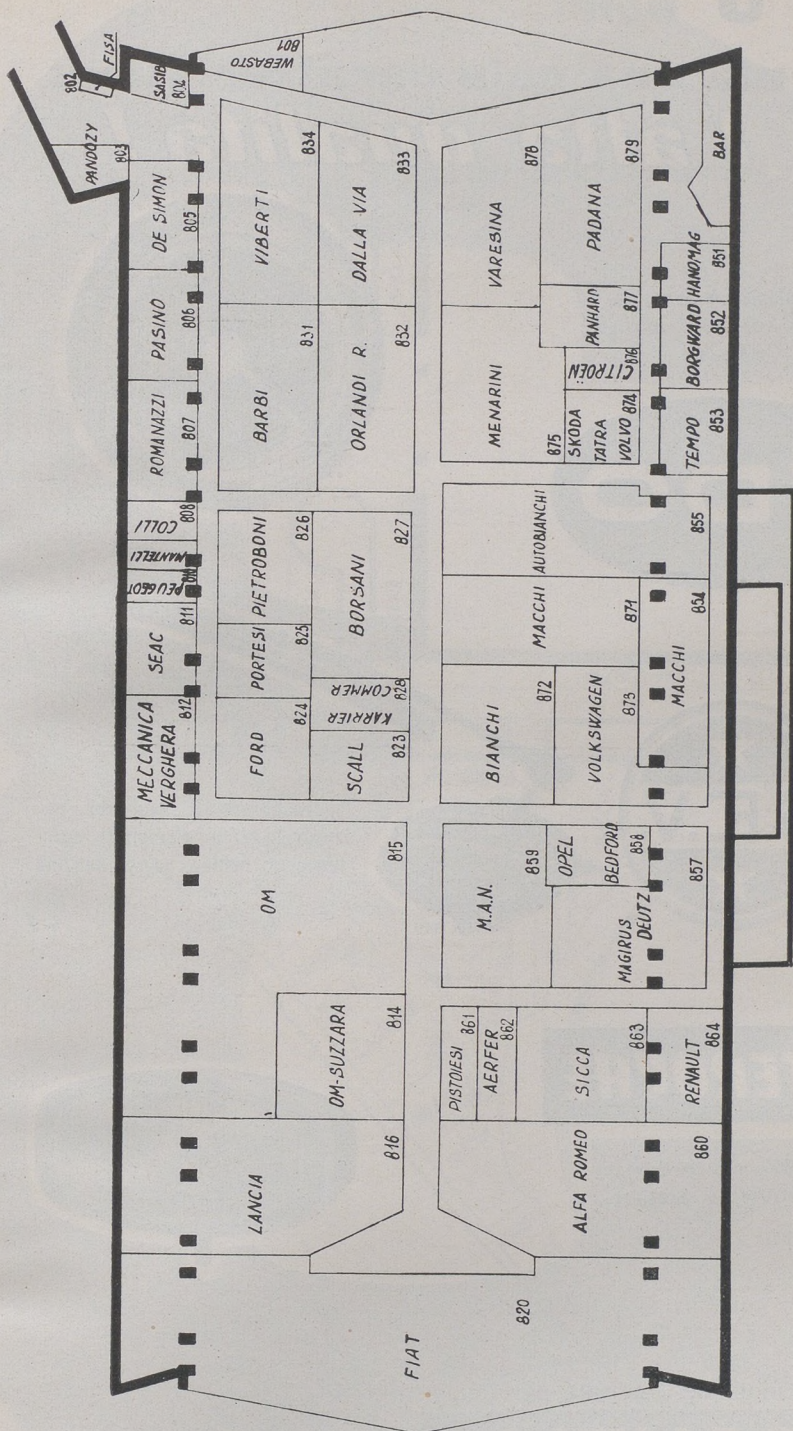 FISA
802
SASIB
804
WEBASTO
801
PANDOZY
803
DE SIMON
805
PASINO
806
ROMANAZZI
807
COLLI
808
MANTELLI
PEUGEOT
SEAC
811
MECCANICA
VERGHERA
812
VIBERTI
834
DALLA VIA
833
BARBI
831
ORLANDI R.
832
PIETROBONI
826
PORTESI
825
FORD
824
BORSANI
827
COMMER
KARRIER
828
SCALL
823
OM
815
OM-SUZZARA
814
LANCIA
816
FIAT
820
VARESINA
878
PADANA
879
BAR
MENARINI
875
PANHARD
877
CITROËN
876
SKODA
TATRA
VOLVO
874
HANOMAG
851
BORGWARD
852
TEMPO
853
AUTOBIANCHI
855
MACCHI
871
MACCHI
854
BIANCHI
872
VOLKSWAGEN
873
M.A.N.
859
OPEL
BEDFORD
858
MAGIRUS
DEUTZ
857
PISTOIESI
861
AERFER
862
SICCA
863
RENAULT
864
ALFA ROMEO
860